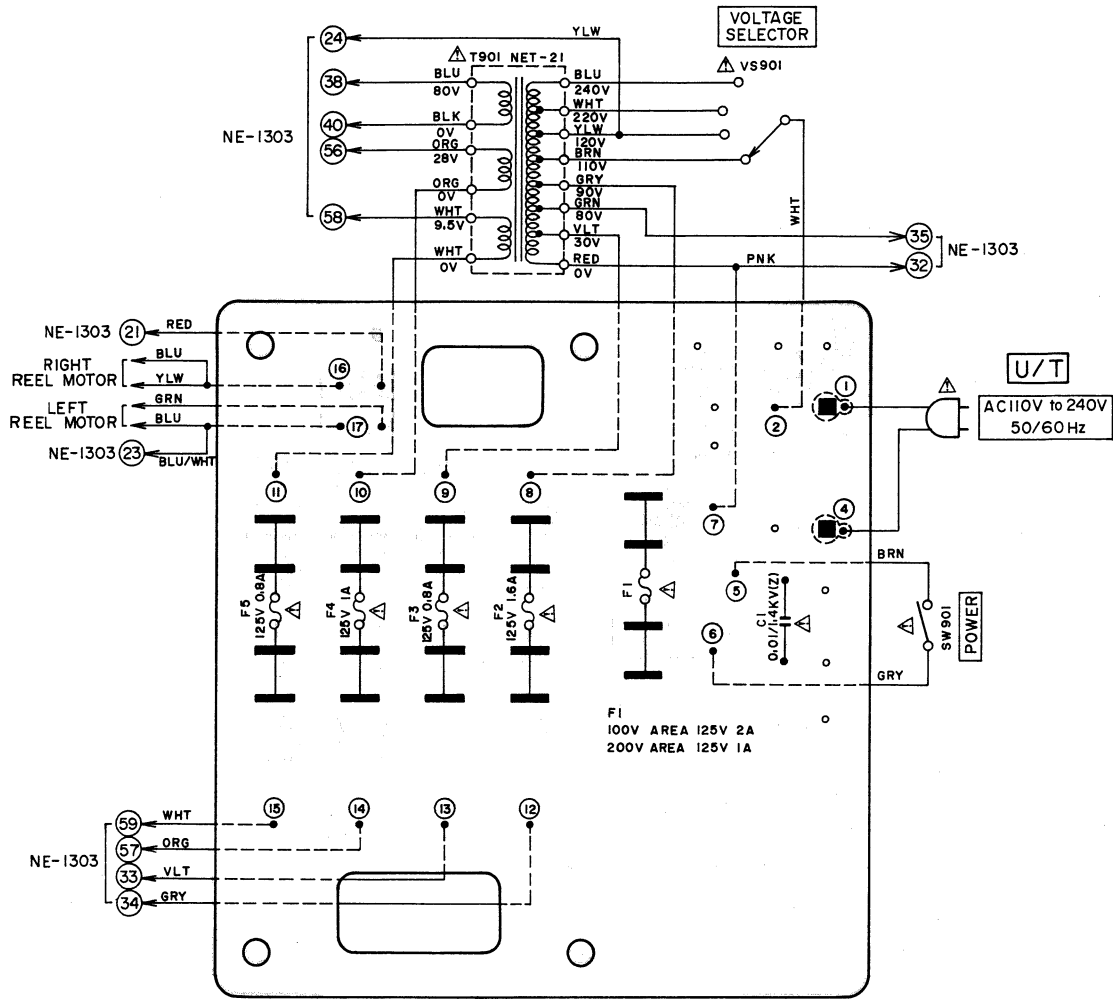 VOLTAGE
SELECTOR
24
YLW
⚠ T901 NET-21
⚠ VS901
38
BLU
80V
BLU
240V
WHT
220V
NE-1303
40
BLK
0V
YLW
120V
56
ORG
28V
BRN
110V
ORG
0V
GRY
90V
GRN
80V
WHT
58
WHT
9.5V
VLT
30V
35
WHT
0V
RED
0V
PNK
32
NE-1303
NE-1303 21 RED
RIGHT
REEL MOTOR
BLU
YLW
16
LEFT
REEL MOTOR
GRN
BLU
17
NE-1303 23
BLU/WHT
2
1
⚠
U/T
AC110V to 240V
50/60 Hz
11
10
9
8
7
4
BRN
5
F5
125V 0.8A
⚠
F4
125V 1A
⚠
F3
125V 0.8A
⚠
F2
125V 1.6A
⚠
F1
⚠
6
C1
0.01/1.4KV(Z)
⚠
⚠
SW901
POWER
GRY
F1
100V AREA 125V 2A
200V AREA 125V 1A
15
14
13
12
NE-1303
59 WHT
57 ORG
33 VLT
34 GRY